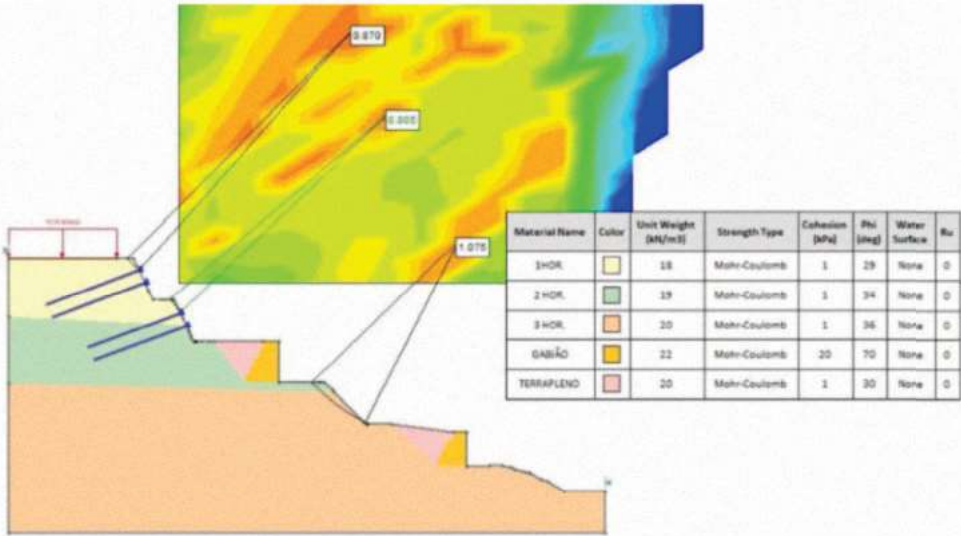 0.879
1.075
Material Name Color Unit Weight (kN/m3) Strength Type Cohesion (kPa) Phi (deg) Water Surface Ru
1HOR. 18 Mohr-Coulomb 1 29 None 0
2 HOR. 19 Mohr-Coulomb 1 34 None 0
3 HOR. 20 Mohr-Coulomb 1 36 None 0
GABIÃO 22 Mohr-Coulomb 20 70 None 0
TERRAPLENO 20 Mohr-Coulomb 1 30 None 0